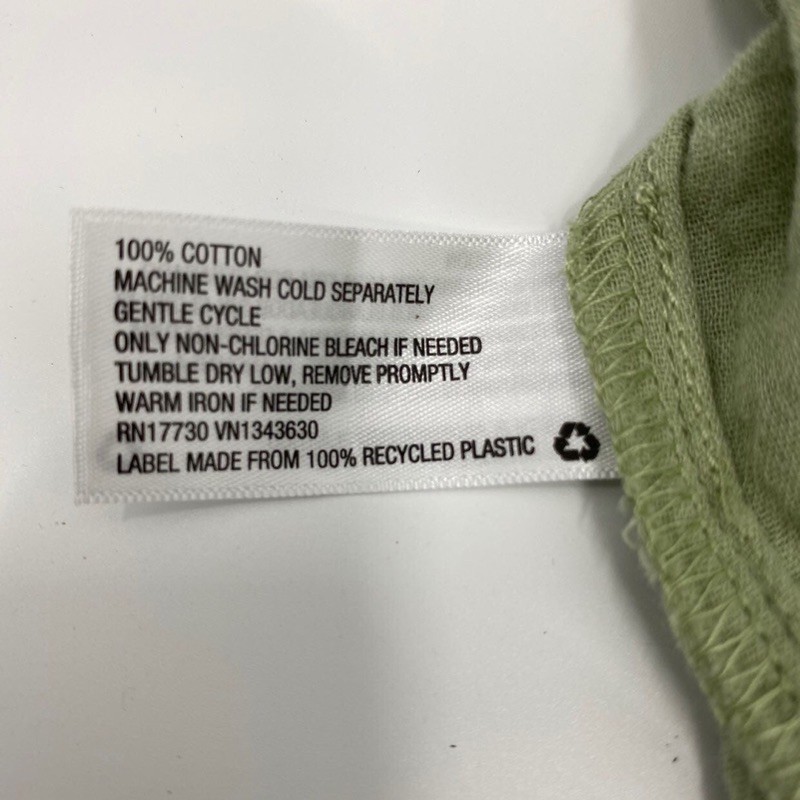 100% COTTON
MACHINE WASH COLD SEPARATELY
GENTLE CYCLE
ONLY NON-CHLORINE BLEACH IF NEEDED
TUMBLE DRY LOW, REMOVE PROMPTLY
WARM IRON IF NEEDED
RN17730 VN1343630
LABEL MADE FROM 100% RECYCLED PLASTIC